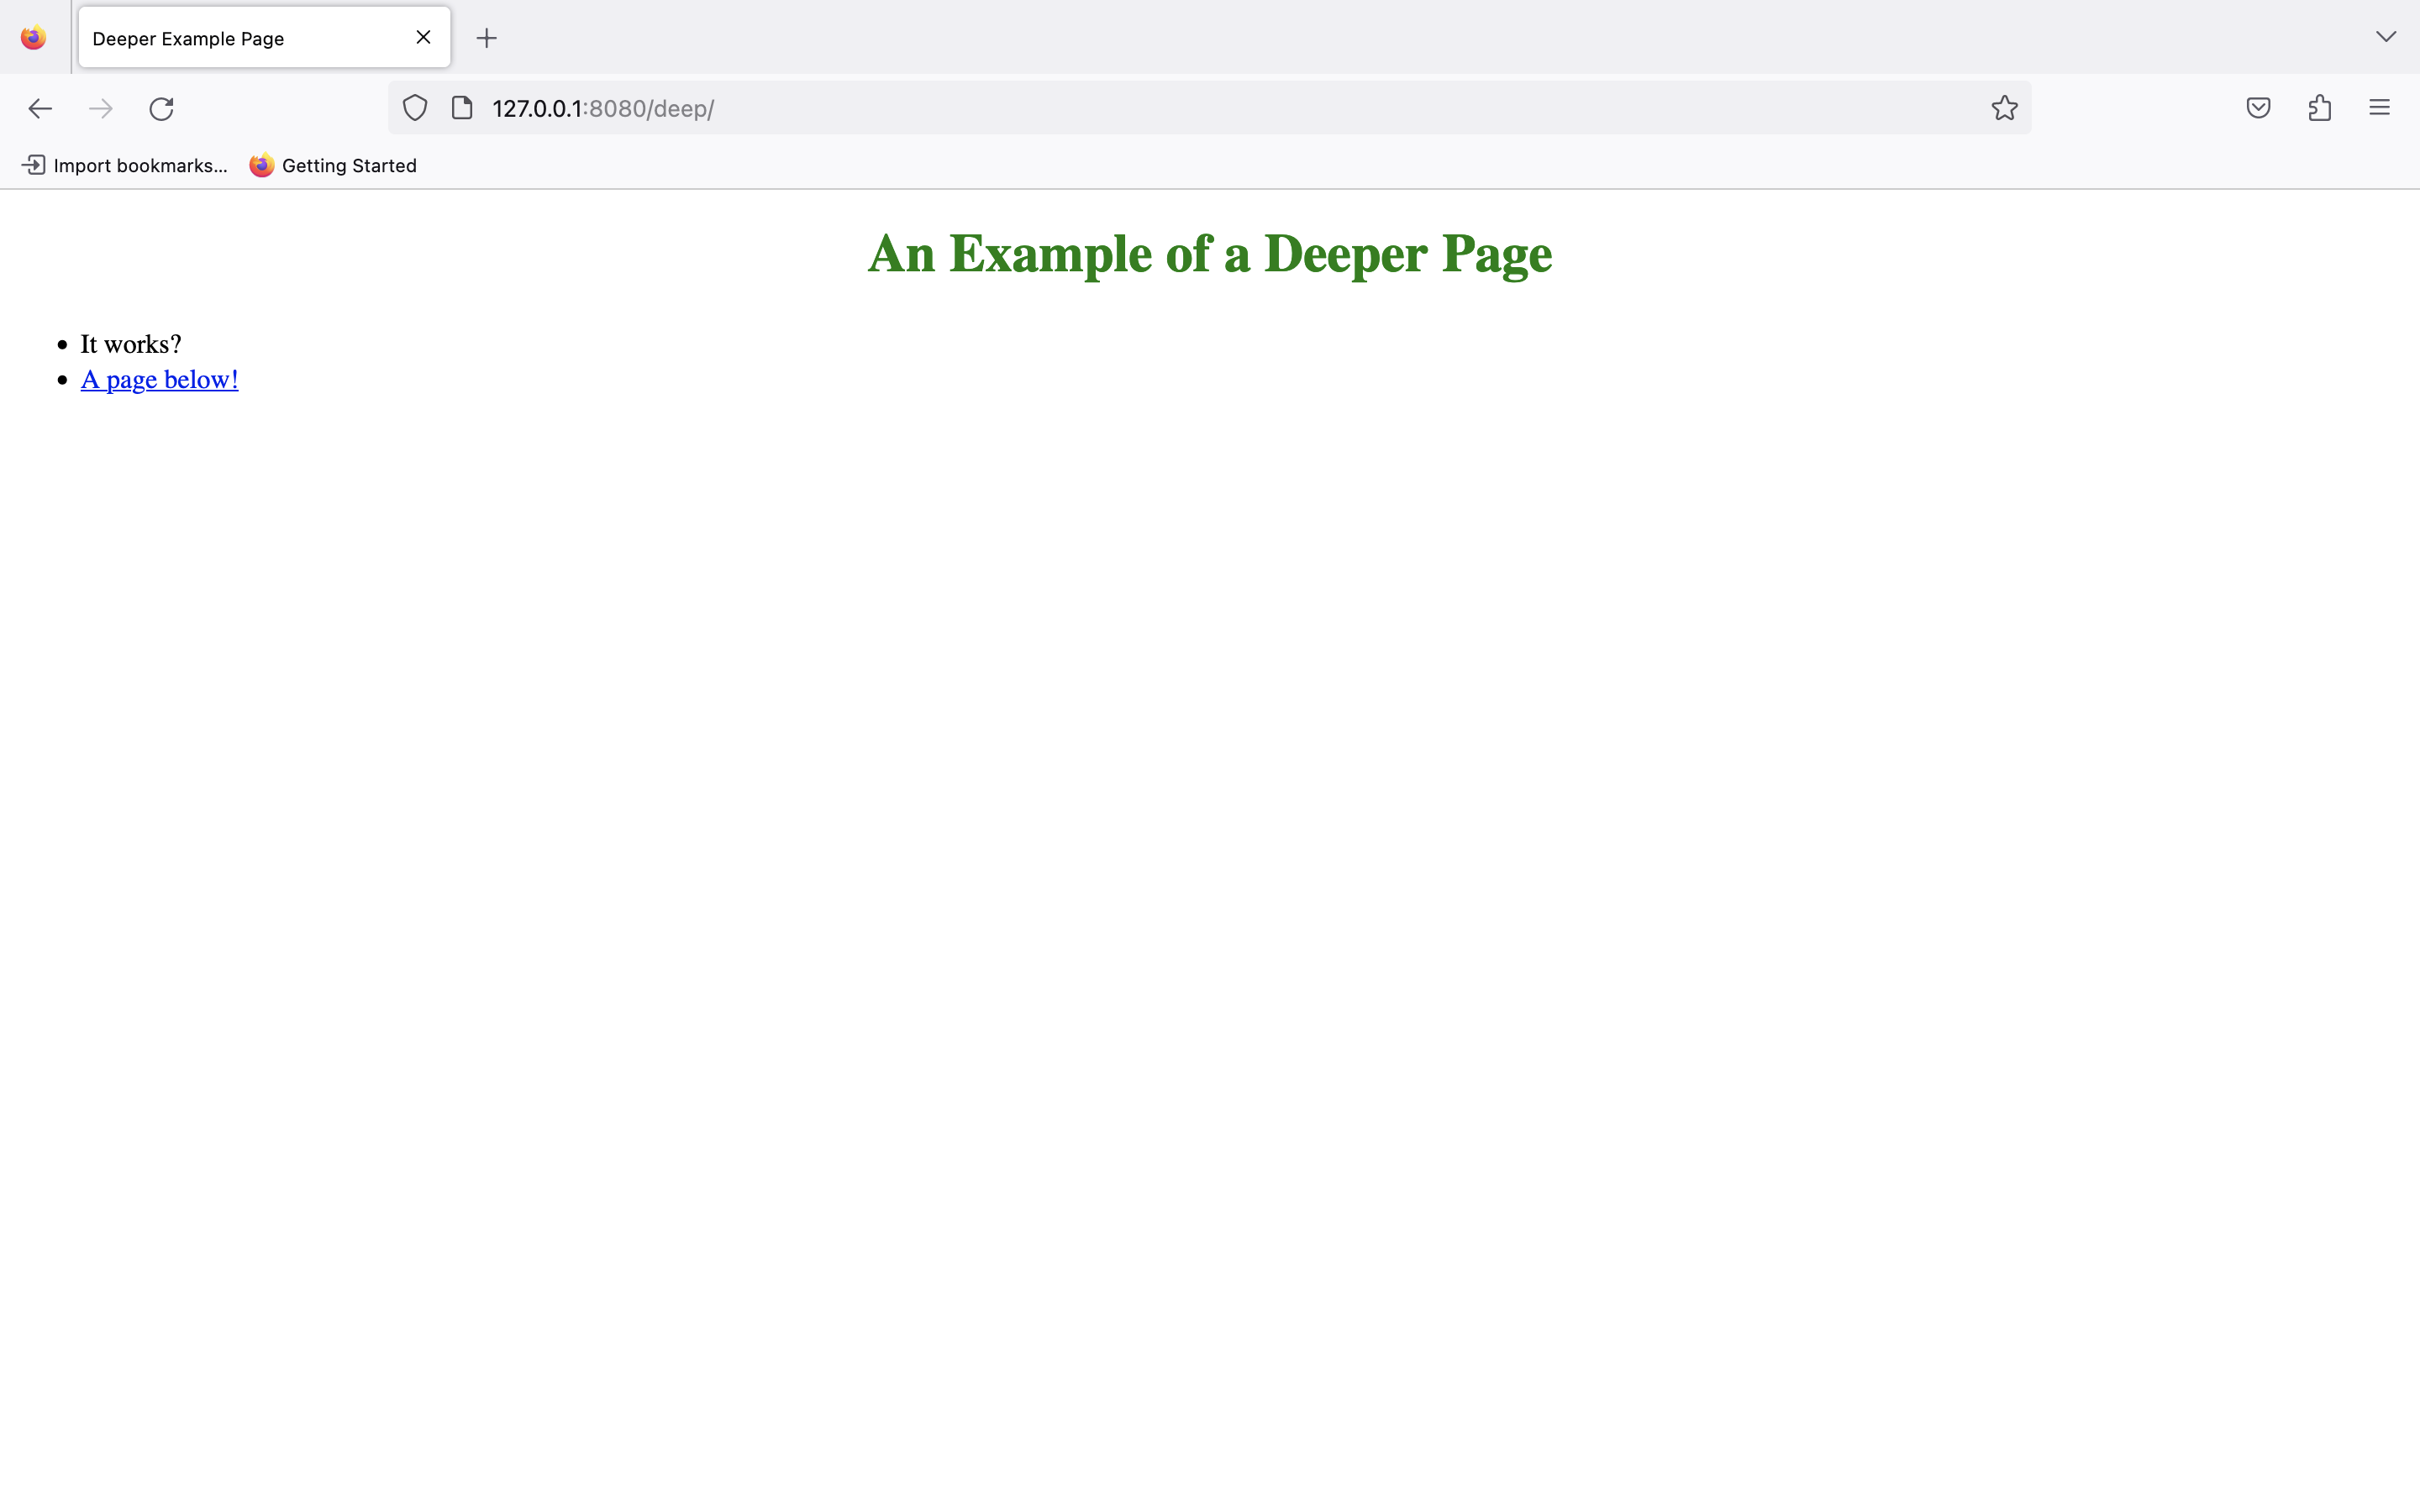 Deeper Example Page
127.0.0.1:8080/deep/
Import bookmarks... Getting Started
An Example of a Deeper Page
It works?
A page below!